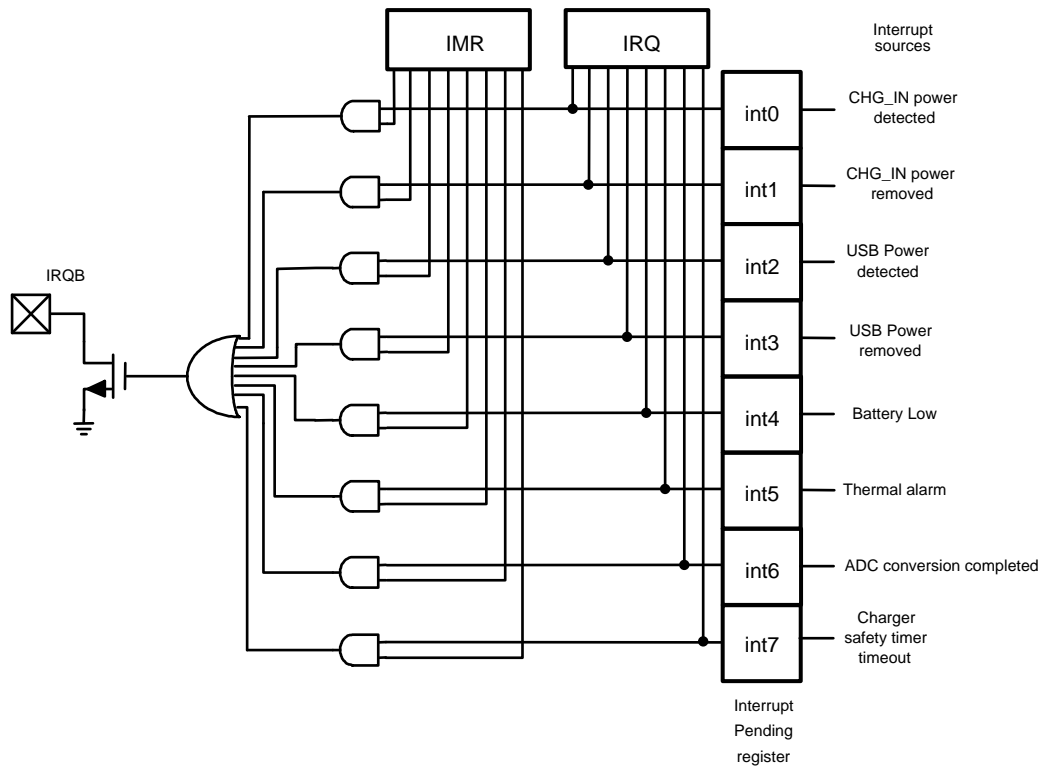 IMR
IRQ
Interrupt
sources
int0
CHG_IN power
detected
int1
CHG_IN power
removed
IRQB
int2
USB Power
detected
int3
USB Power
removed
int4
Battery Low
int5
Thermal alarm
int6
ADC conversion completed
int7
Charger
safety timer
timeout
Interrupt
Pending
register